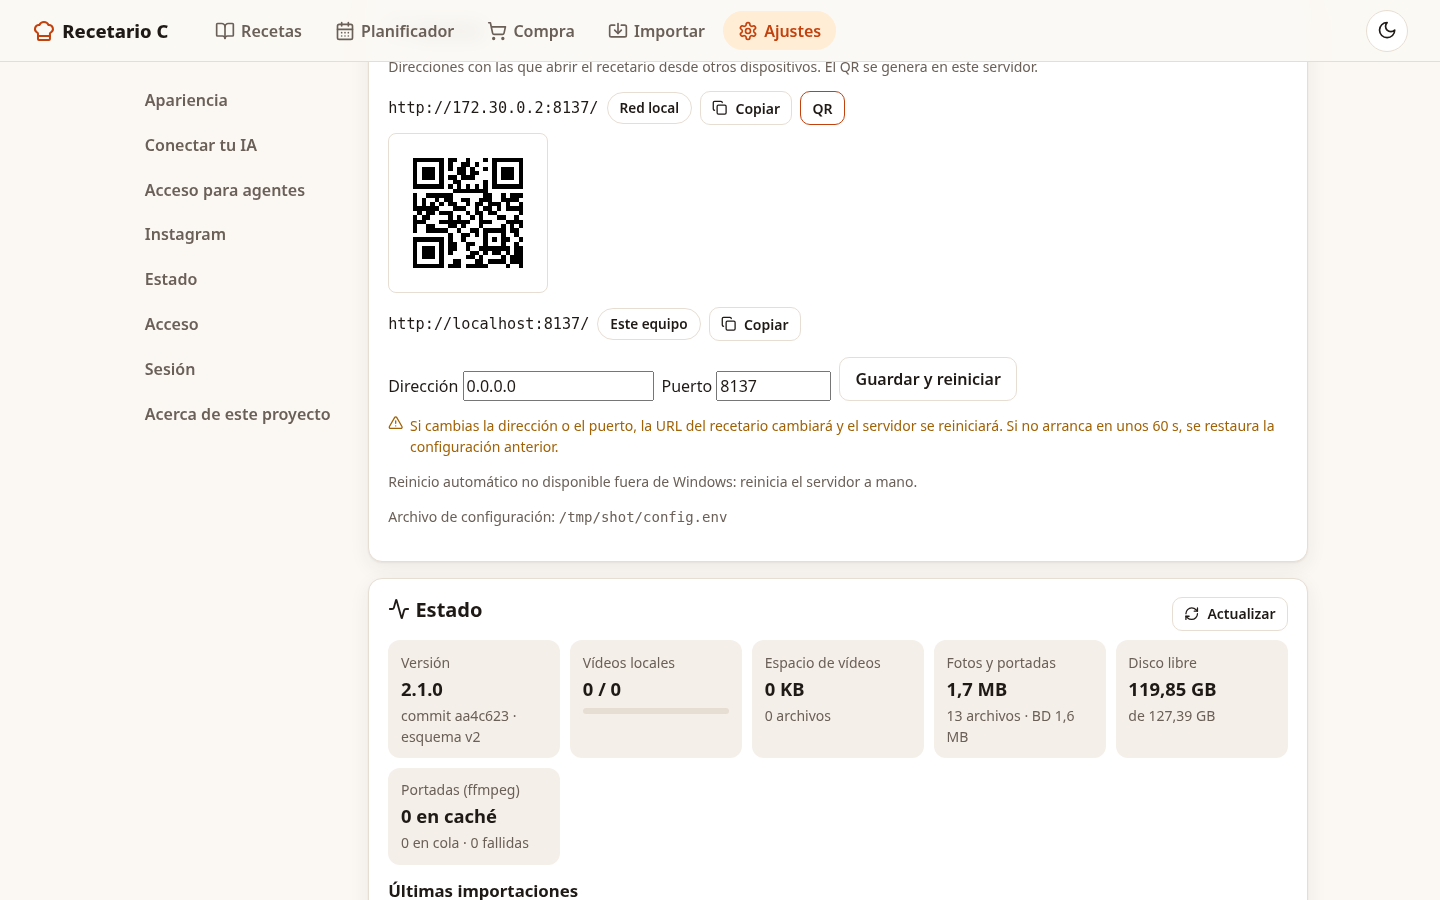 Recetario C
Recetas
Planificador
Compra
Importar
Ajustes
Apariencia
Conectar tu IA
Acceso para agentes
Instagram
Estado
Acceso
Sesión
Acerca de este proyecto
Direcciones con las que abrir el recetario desde otros dispositivos. El QR se genera en este servidor.
http://172.30.0.2:8137/ Red local Copiar QR
http://localhost:8137/ Este equipo Copiar
Dirección 0.0.0.0 Puerto 8137 Guardar y reiniciar
Si cambias la dirección o el puerto, la URL del recetario cambiará y el servidor se reiniciará. Si no arranca en unos 60 s, se restaura la
configuración anterior.
Reinicio automático no disponible fuera de Windows: reinicia el servidor a mano.
Archivo de configuración: /tmp/shot/config.env
Estado
Actualizar
Versión
2.1.0
commit aa4c623 ·
esquema v2
Vídeos locales
0 / 0
Espacio de vídeos
0 KB
0 archivos
Fotos y portadas
1,7 MB
13 archivos · BD 1,6
MB
Disco libre
119,85 GB
de 127,39 GB
Portadas (ffmpeg)
0 en caché
0 en cola · 0 fallidas
Últimas importaciones